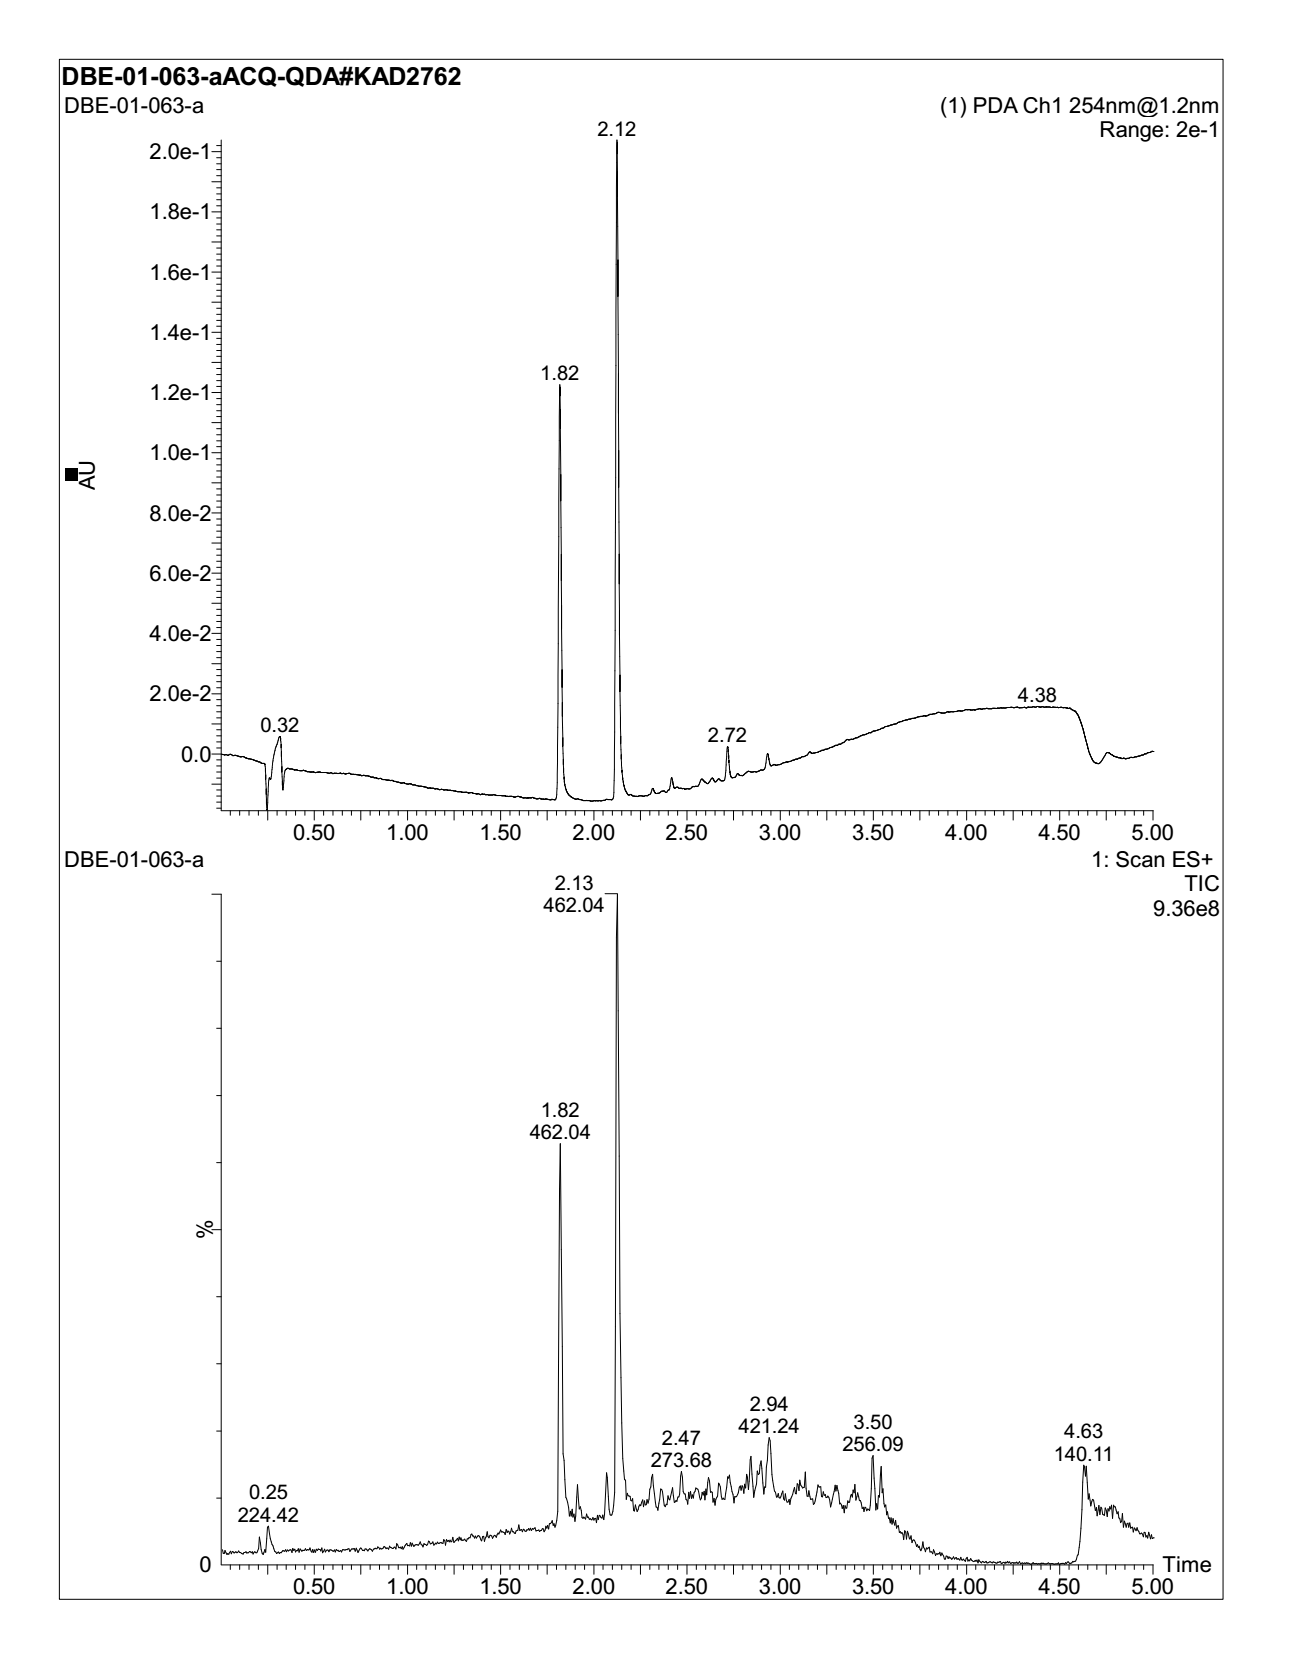 DBE-01-063-aACQ-QDA#KAD2762
DBE-01-063-a
(1) PDA Ch1 254nm@1.2nm
Range: 2e-1
2.12
2.0e-1
1.8e-1
1.6e-1
1.4e-1
1.82
1.2e-1
1.0e-1
AU
8.0e-2
6.0e-2
4.0e-2
2.0e-2
4.38
0.32
2.72
0.0
0.50 1.00 1.50 2.00 2.50 3.00 3.50 4.00 4.50 5.00
DBE-01-063-a
1: Scan ES+
TIC
9.36e8
2.13
462.04
1.82
462.04
%
2.94
421.24
3.50
256.09
4.63
140.11
2.47
273.68
0.25
224.42
0
Time
0.50 1.00 1.50 2.00 2.50 3.00 3.50 4.00 4.50 5.00